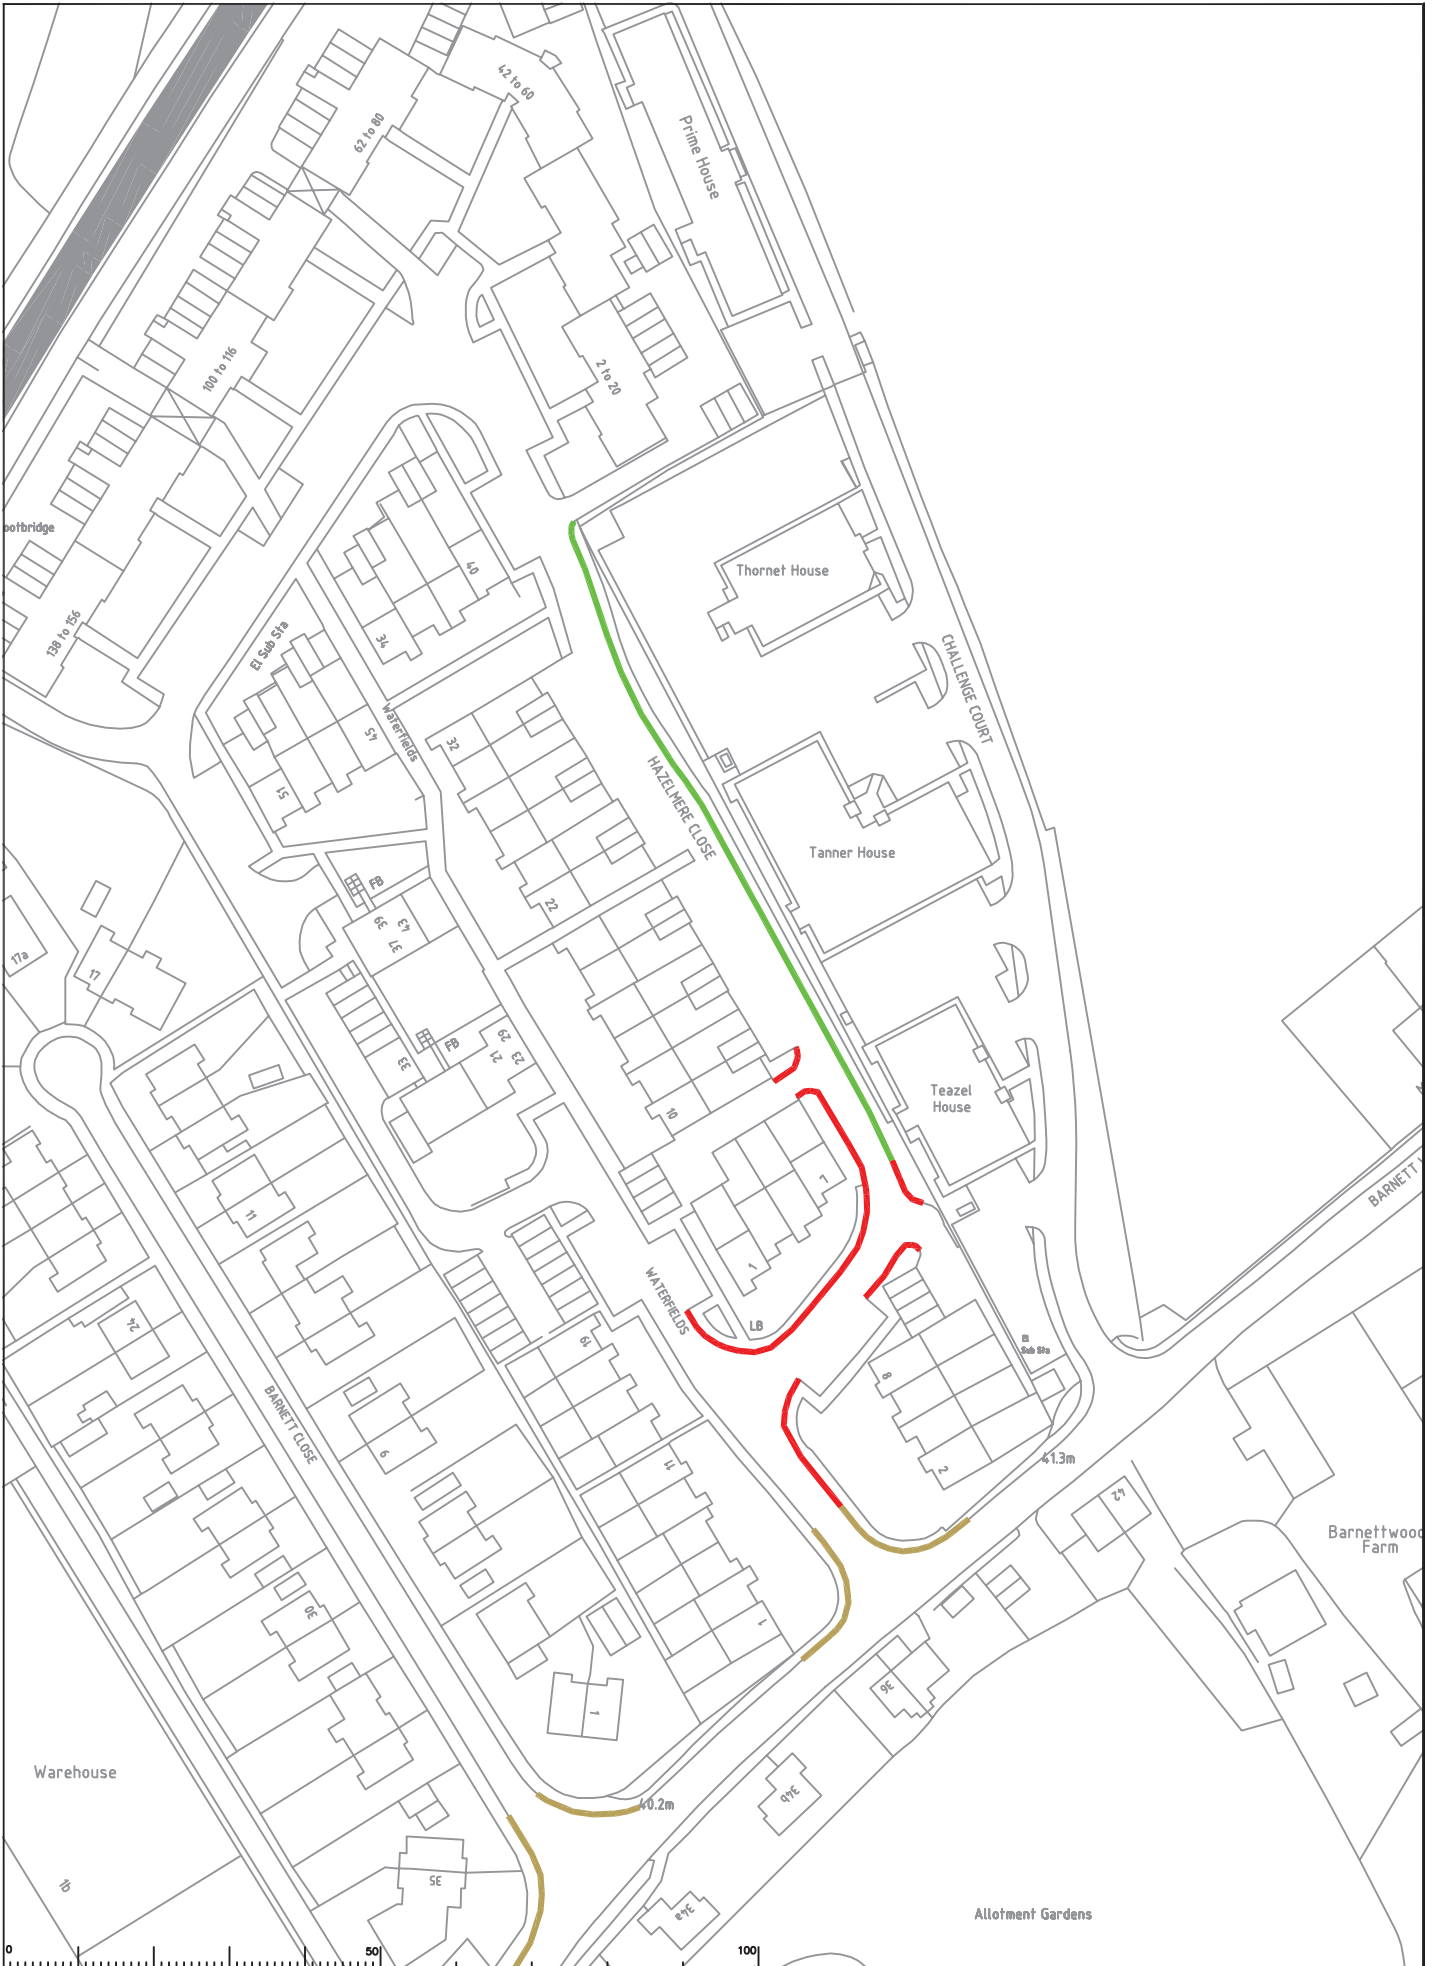 42 to 60
62 to 80
Prime House
100 to 116
2 to 20
ootbridge
Thornet House
40
138 to 156
34
El Sub Sta
CHALLENGE COURT
Waterfields
45
32
HAZELMERE CLOSE
51
Tanner House
FB
39
43
37
22
17a
17
FB
29
23
21
33
Teazel
House
10
BARNETT
7
11
1
WATERFIELDS
LB
24
19
El
Sub Sta
8
BARNETT CLOSE
6
41.3m
11
2
42
Barnettwood
Farm
30
1
36
1
Warehouse
34b
40.2m
35
1b
34a
Allotment Gardens
0
50
100